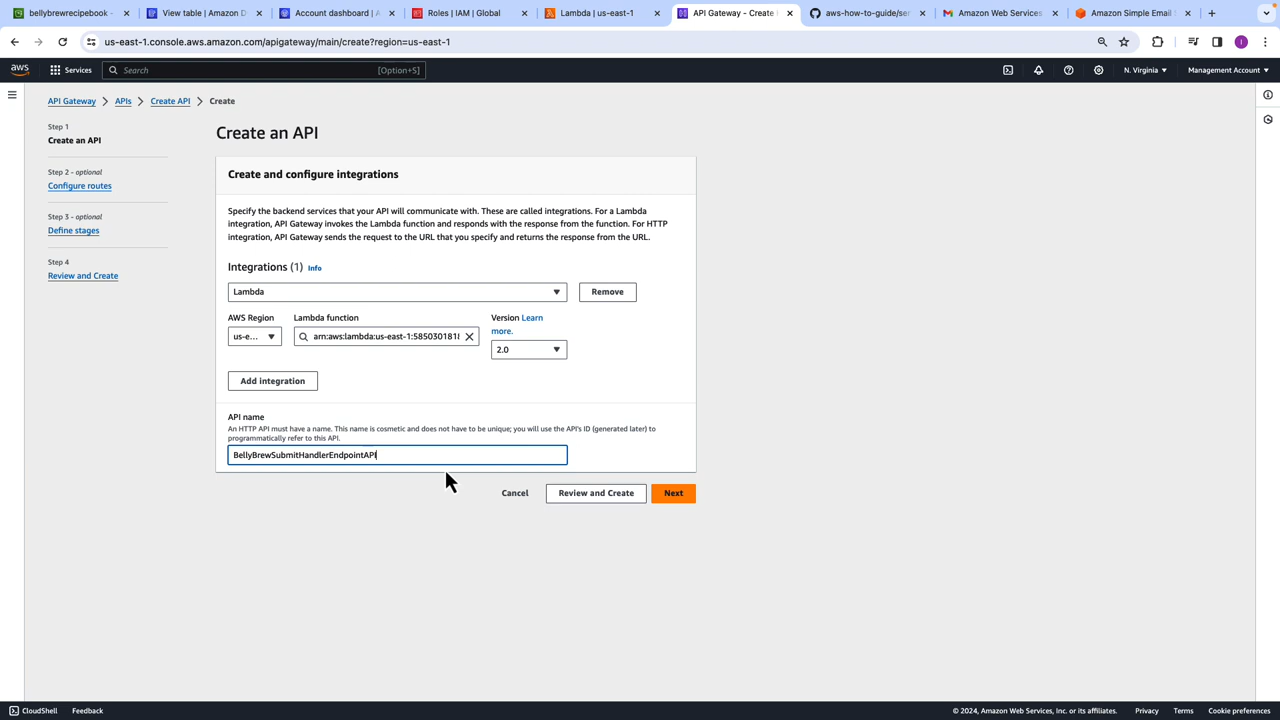 bellybrewrecipebook -
View table | Amazon D
Account dashboard | A
Roles | IAM | Global
Lambda | us-east-1
API Gateway - Create
aws-how-to-guide/ser
Amazon Web Services
Amazon Simple Email
us-east-1.console.aws.amazon.com/apigateway/main/create?region=us-east-1
aws
Services
Search
[Option+S]
N. Virginia
Management Account
API Gateway
APIs
Create API
Create
Step 1
Create an API
Step 2 - optional
Configure routes
Step 3 - optional
Define stages
Step 4
Review and Create
Create an API
Create and configure integrations
Specify the backend services that your API will communicate with. These are called integrations. For a Lambda
integration, API Gateway invokes the Lambda function and responds with the response from the function. For HTTP
integration, API Gateway sends the request to the URL that you specify and returns the response from the URL.
Integrations (1) Info
Lambda
Remove
AWS Region
Lambda function
Version Learn
more.
us-e...
arn:aws:lambda:us-east-1:585030181
2.0
Add integration
API name
An HTTP API must have a name. This name is cosmetic and does not have to be unique; you will use the API's ID (generated later) to
programmatically refer to this API.
BellyBrewSubmitHandlerEndpointAPI
Cancel
Review and Create
Next
CloudShell
Feedback
© 2024, Amazon Web Services, Inc. or its affiliates.
Privacy
Terms
Cookie preferences